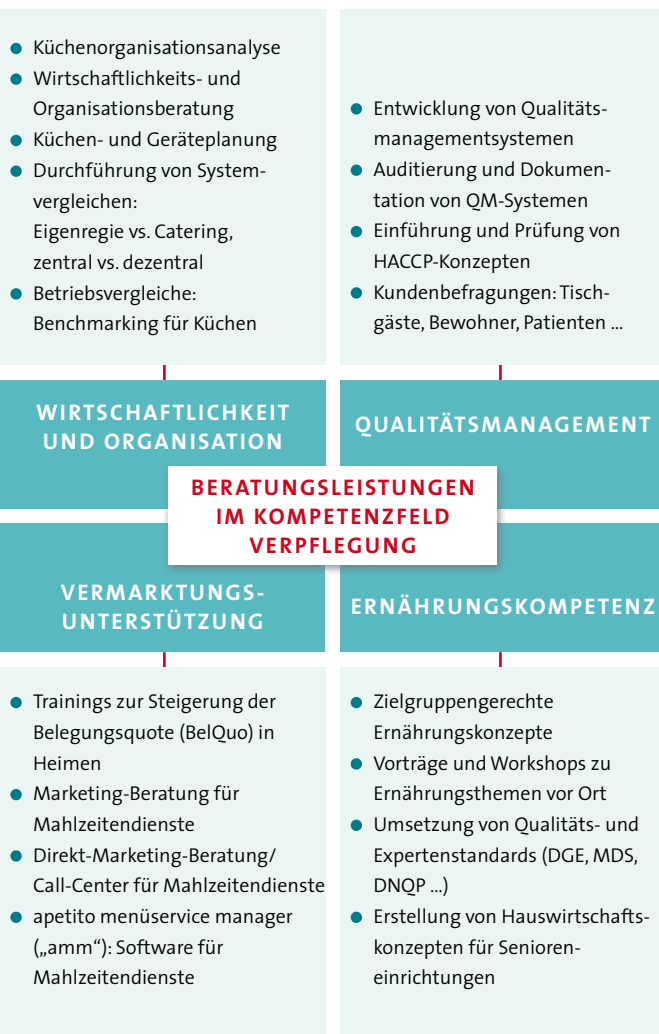 Küchenorganisationsanalyse
Wirtschaftlichkeits- und
Organisationsberatung
Küchen- und Geräteplanung
Durchführung von System-
vergleichen:
Eigenregie vs. Catering,
zentral vs. dezentral
Betriebsvergleiche:
Benchmarking für Küchen
Entwicklung von Qualitäts-
managementsystemen
Auditierung und Dokumen-
tation von QM-Systemen
Einführung und Prüfung von
HACCP-Konzepten
Kundenbefragungen: Tisch-
gäste, Bewohner, Patienten ...
WIRTSCHAFTLICHKEIT
UND ORGANISATION
QUALITÄTSMANAGEMENT
BERATUNGSLEISTUNGEN
IM KOMPETENZFELD
VERPFLEGUNG
VERMARKTUNGS-
UNTERSTÜTZUNG
ERNÄHRUNGSKOMPETENZ
Trainings zur Steigerung der
Belegungsquote (BelQuo) in
Heimen
Marketing-Beratung für
Mahlzeitendienste
Direkt-Marketing-Beratung/
Call-Center für Mahlzeitendienste
apetito menüservice manager
(„amm“): Software für
Mahlzeitendienste
Zielgruppengerechte
Ernährungskonzepte
Vorträge und Workshops zu
Ernährungsthemen vor Ort
Umsetzung von Qualitäts- und
Expertenstandards (DGE, MDS,
DNQP ...)
Erstellung von Hauswirtschafts-
konzepten für Senioren-
einrichtungen